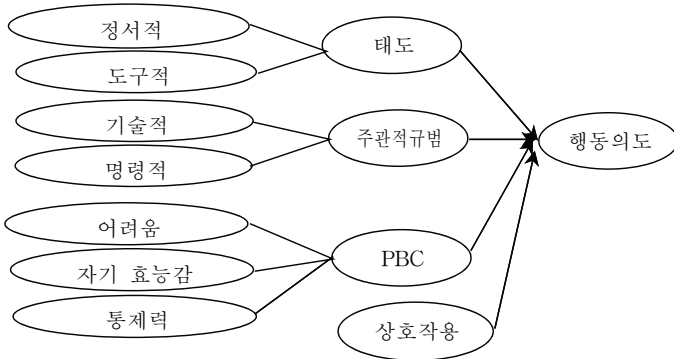 정서적
도구적
태도
기술적
명령적
주관적규범
행동의도
어려움
자기 효능감
통제력
PBC
상호작용